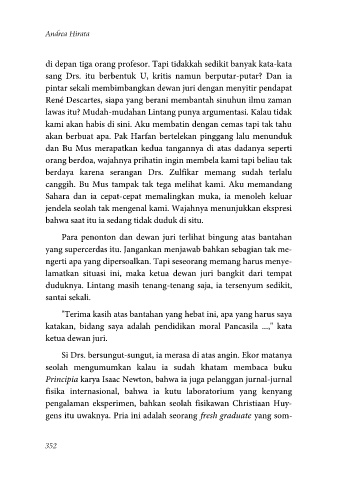 Andrea Hirata
di depan tiga orang profesor. Tapi tidakkah sedikit banyak kata-kata
sang Drs. itu berbentuk U, kritis namun berputar-putar? Dan ia
pintar sekali membimbangkan dewan juri dengan menyitir pendapat
René Descartes, siapa yang berani membantah sinuhun ilmu zaman
lawas itu? Mudah-mudahan Lintang punya argumentasi. Kalau tidak
kami akan habis di sini. Aku membatin dengan cemas tapi tak tahu
akan berbuat apa. Pak Harfan bertelekan pinggang lalu menunduk
dan Bu Mus merapatkan kedua tangannya di atas dadanya seperti
orang berdoa, wajahnya prihatin ingin membela kami tapi beliau tak
berdaya karena serangan Drs. Zulfikar memang sudah terlalu
canggih. Bu Mus tampak tak tega melihat kami. Aku memandang
Sahara dan ia cepat-cepat memalingkan muka, ia menoleh keluar
jendela seolah tak mengenal kami. Wajahnya menunjukkan ekspresi
bahwa saat itu ia sedang tidak duduk di situ.
Para penonton dan dewan juri terlihat bingung atas bantahan
yang supercerdas itu. Jangankan menjawab bahkan sebagian tak me-
ngerti apa yang dipersoalkan. Tapi seseorang memang harus menye-
lamatkan situasi ini, maka ketua dewan juri bangkit dari tempat
duduknya. Lintang masih tenang-tenang saja, ia tersenyum sedikit,
santai sekali.
"Terima kasih atas bantahan yang hebat ini, apa yang harus saya
katakan, bidang saya adalah pendidikan moral Pancasila ...," kata
ketua dewan juri.
Si Drs. bersungut-sungut, ia merasa di atas angin. Ekor matanya
seolah mengumumkan kalau ia sudah khatam membaca buku
Principia karya Isaac Newton, bahwa ia juga pelanggan jurnal-jurnal
fisika internasional, bahwa ia kutu laboratorium yang kenyang
pengalaman eksperimen, bahkan seolah fisikawan Christiaan Huy-
gens itu uwaknya. Pria ini adalah seorang fresh graduate yang som-
352